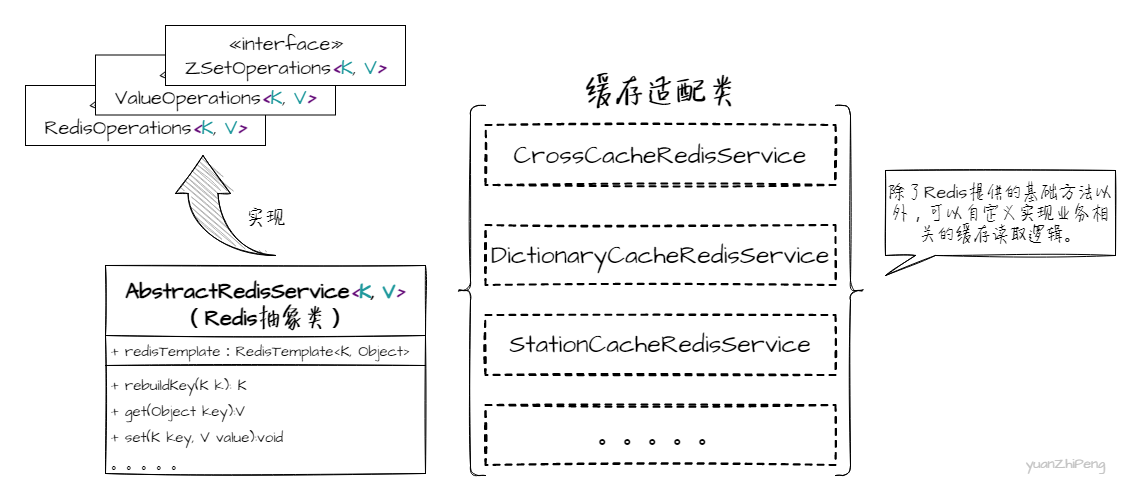 «interface»
ZSetOperations<K, V>
ValueOperations<K, V>
RedisOperations<K, V>
实现
AbstractRedisService<K, V>
（Redis抽象类）
+ redisTemplate：RedisTemplate<K, Object>
+ rebuildKey(K k): K
+ get(Object key):V
+ set(K key, V value):void
。。。。。
缓存适配类
CrossCacheRedisService
DictionaryCacheRedisService
StationCacheRedisService
。。。。。
除了Redis提供的基础方法以
外，可以自定义实现业务相
关的缓存读取逻辑。
yuanZhiPeng